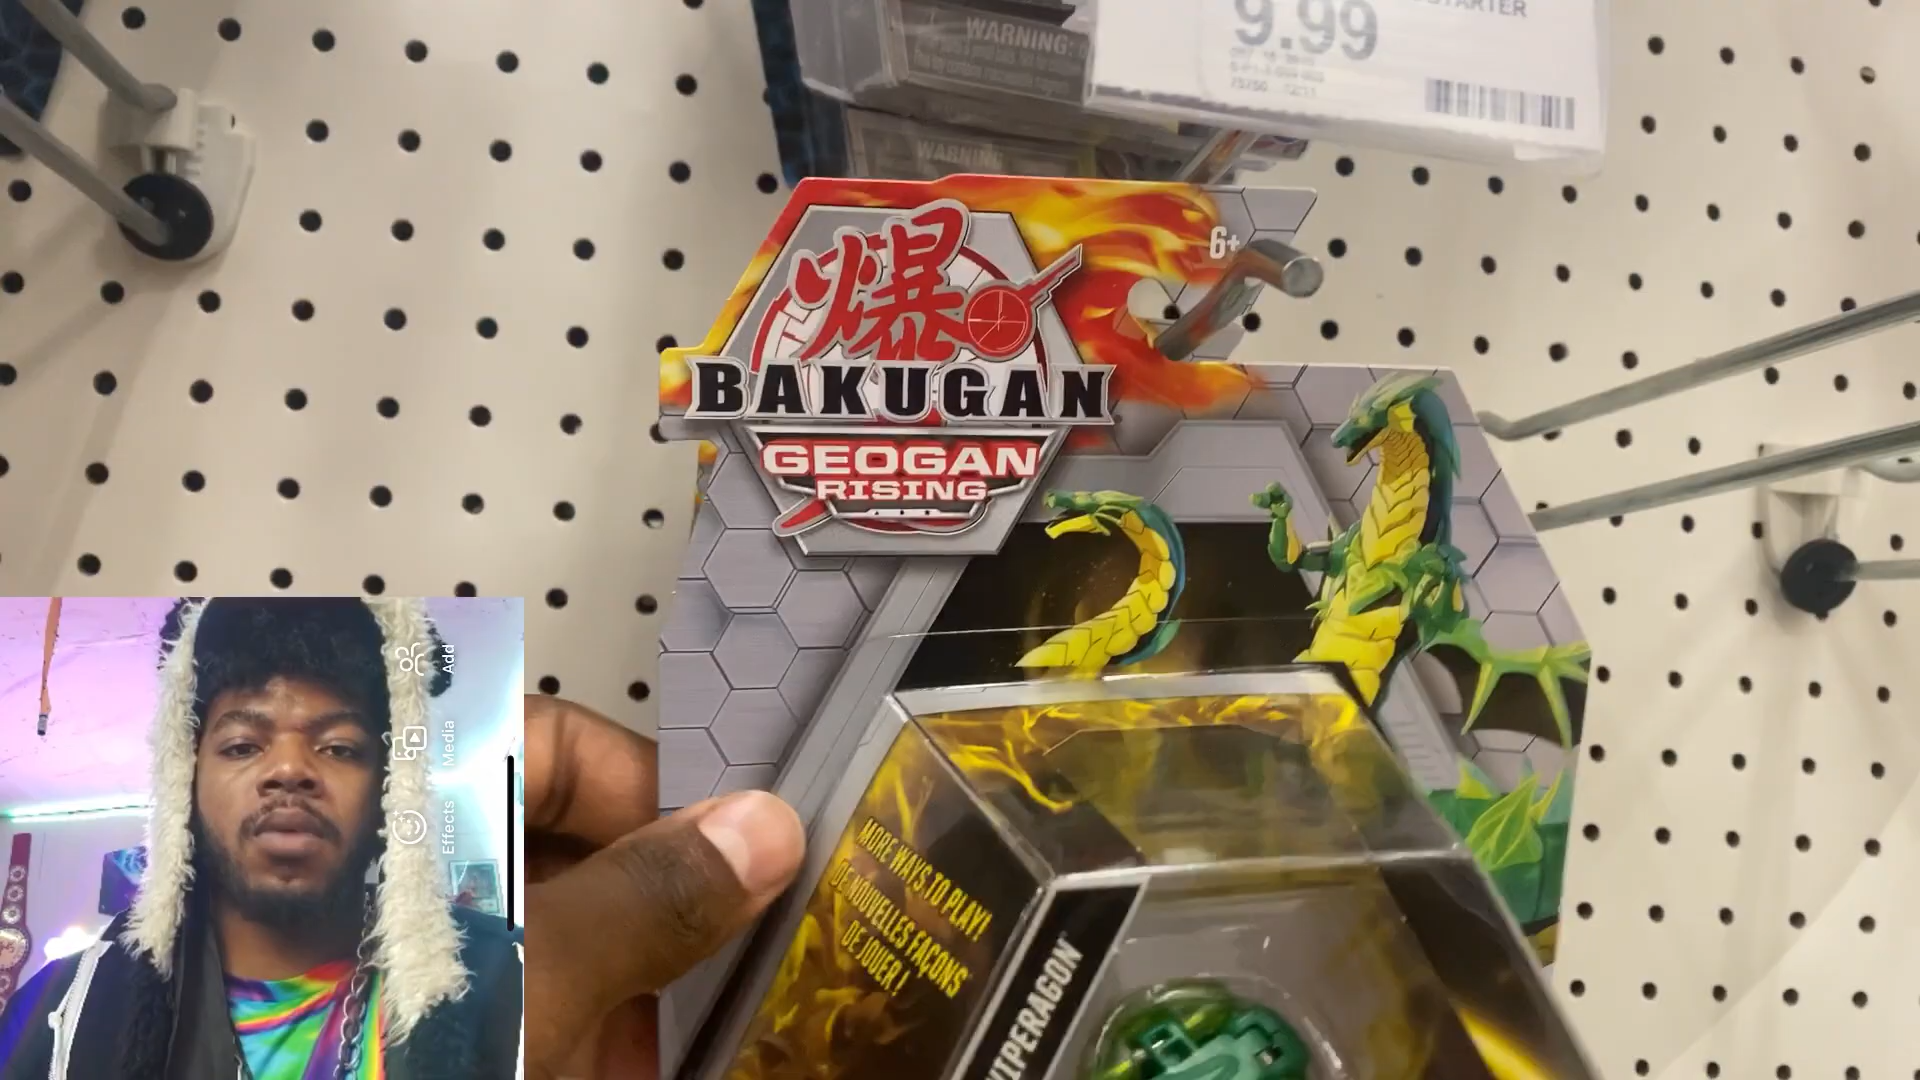 WARNING:
9.99
WARNING
6+
爆
BAKUGAN
GEOGAN
RISING
MORE WAYS TO PLAY!
DE NOUVELLES FAÇONS
DE JOUER !
VIPERAGON
Add
Media
Effects